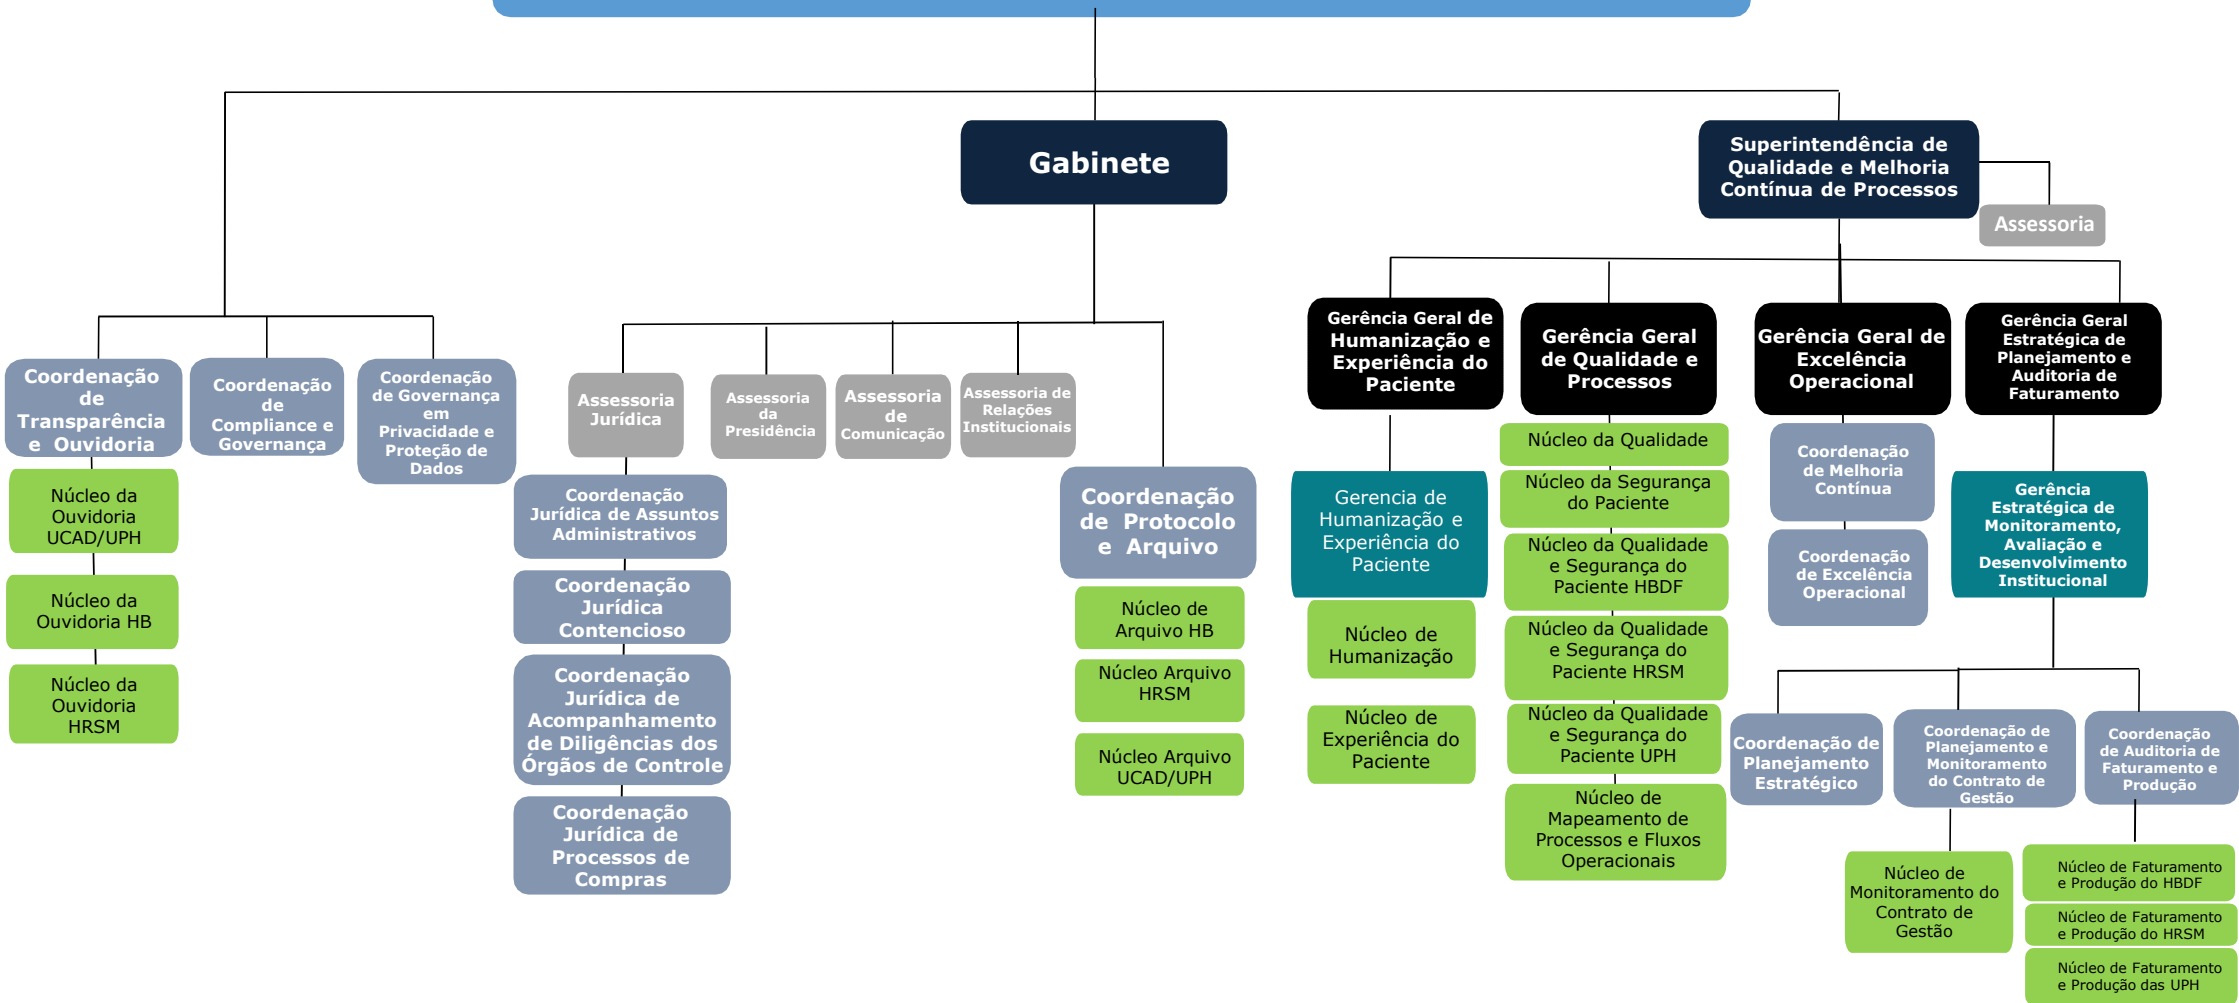 Gabinete
Superintendência de
Qualidade e Melhoria
Contínua de Processos
Assessoria
Coordenação
de
Transparência
e Ouvidoria
Núcleo da
Ouvidoria
UCAD/UPH
Núcleo da
Ouvidoria HB
Núcleo da
Ouvidoria
HRSM
Coordenação
de
Compliance e
Governança
Coordenação
de Governança
em
Privacidade e
Proteção de
Dados
Assessoria
Jurídica
Coordenação
Jurídica de Assuntos
Administrativos
Coordenação
Jurídica
Contencioso
Coordenação
Jurídica de
Acompanhamento
de Diligências dos
Órgãos de Controle
Coordenação
Jurídica de
Processos de
Compras
Assessoria
da
Presidência
Assessoria
de
Comunicação
Assessoria de
Relações
Institucionais
Coordenação
de Protocolo
e Arquivo
Núcleo de
Arquivo HB
Núcleo Arquivo
HRSM
Núcleo Arquivo
UCAD/UPH
Gerência Geral de
Humanização e
Experiência do
Paciente
Gerencia de
Humanização e
Experiência do
Paciente
Núcleo de
Humanização
Núcleo de
Experiência do
Paciente
Gerência Geral
de Qualidade e
Processos
Núcleo da Qualidade
Núcleo da Segurança
do Paciente
Núcleo da Qualidade
e Segurança do
Paciente HBDF
Núcleo da Qualidade
e Segurança do
Paciente HRSM
Núcleo da Qualidade
e Segurança do
Paciente UPH
Núcleo de
Mapeamento de
Processos e Fluxos
Operacionais
Gerência Geral de
Excelência
Operacional
Coordenação
de Melhoria
Contínua
Coordenação
de Excelência
Operacional
Gerência Geral
Estratégica de
Planejamento e
Auditoria de
Faturamento
Gerência
Estratégica de
Monitoramento,
Avaliação e
Desenvolvimento
Institucional
Coordenação de
Planejamento
Estratégico
Coordenação de
Planejamento e
Monitoramento
do Contrato de
Gestão
Núcleo de
Monitoramento do
Contrato de
Gestão
Coordenação
de Auditoria de
Faturamento e
Produção
Núcleo de Faturamento
e Produção do HBDF
Núcleo de Faturamento
e Produção do HRSM
Núcleo de Faturamento
e Produção das UPH